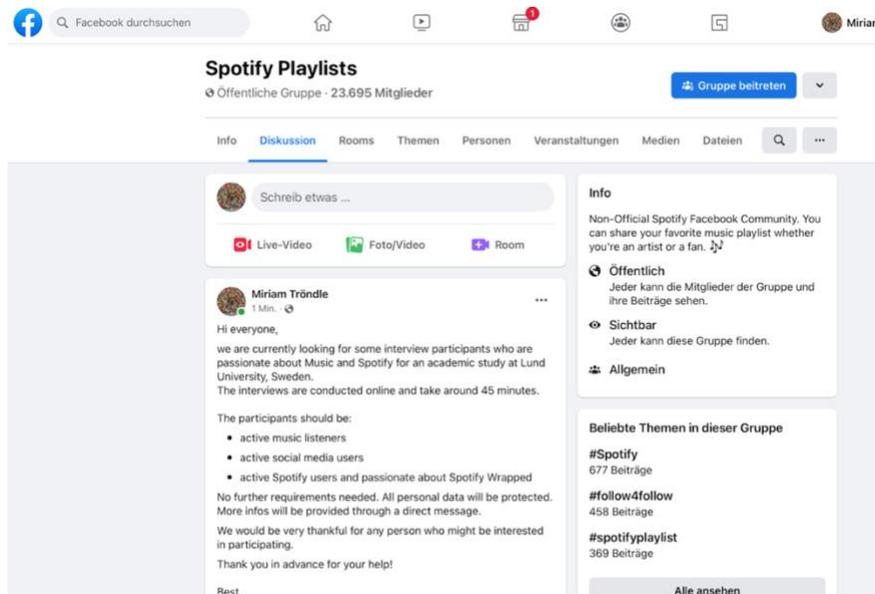 Facebook durchsuchen
1
Miriam
Spotify Playlists
Öffentliche Gruppe · 23.695 Mitglieder
Gruppe beitreten
Info Diskussion Rooms Themen Personen Veranstaltungen Medien Dateien
Schreib etwas ...
Live-Video Foto/Video Room
Miriam Tröndle
1 Min. ·
Hi everyone,
we are currently looking for some interview participants who are
passionate about Music and Spotify for an academic study at Lund
University, Sweden.
The interviews are conducted online and take around 45 minutes.
The participants should be:
• active music listeners
• active social media users
• active Spotify users and passionate about Spotify Wrapped
No further requirements needed. All personal data will be protected.
More infos will be provided through a direct message.
We would be very thankful for any person who might be interested
in participating.
Thank you in advance for your help!
Best
Info
Non-Official Spotify Facebook Community. You
can share your favorite music playlist whether
you're an artist or a fan. 🎶
Öffentlich
Jeder kann die Mitglieder der Gruppe und
ihre Beiträge sehen.
Sichtbar
Jeder kann diese Gruppe finden.
Allgemein
Beliebte Themen in dieser Gruppe
#Spotify
677 Beiträge
#follow4follow
458 Beiträge
#spotifyplaylist
369 Beiträge
Alle ansehen